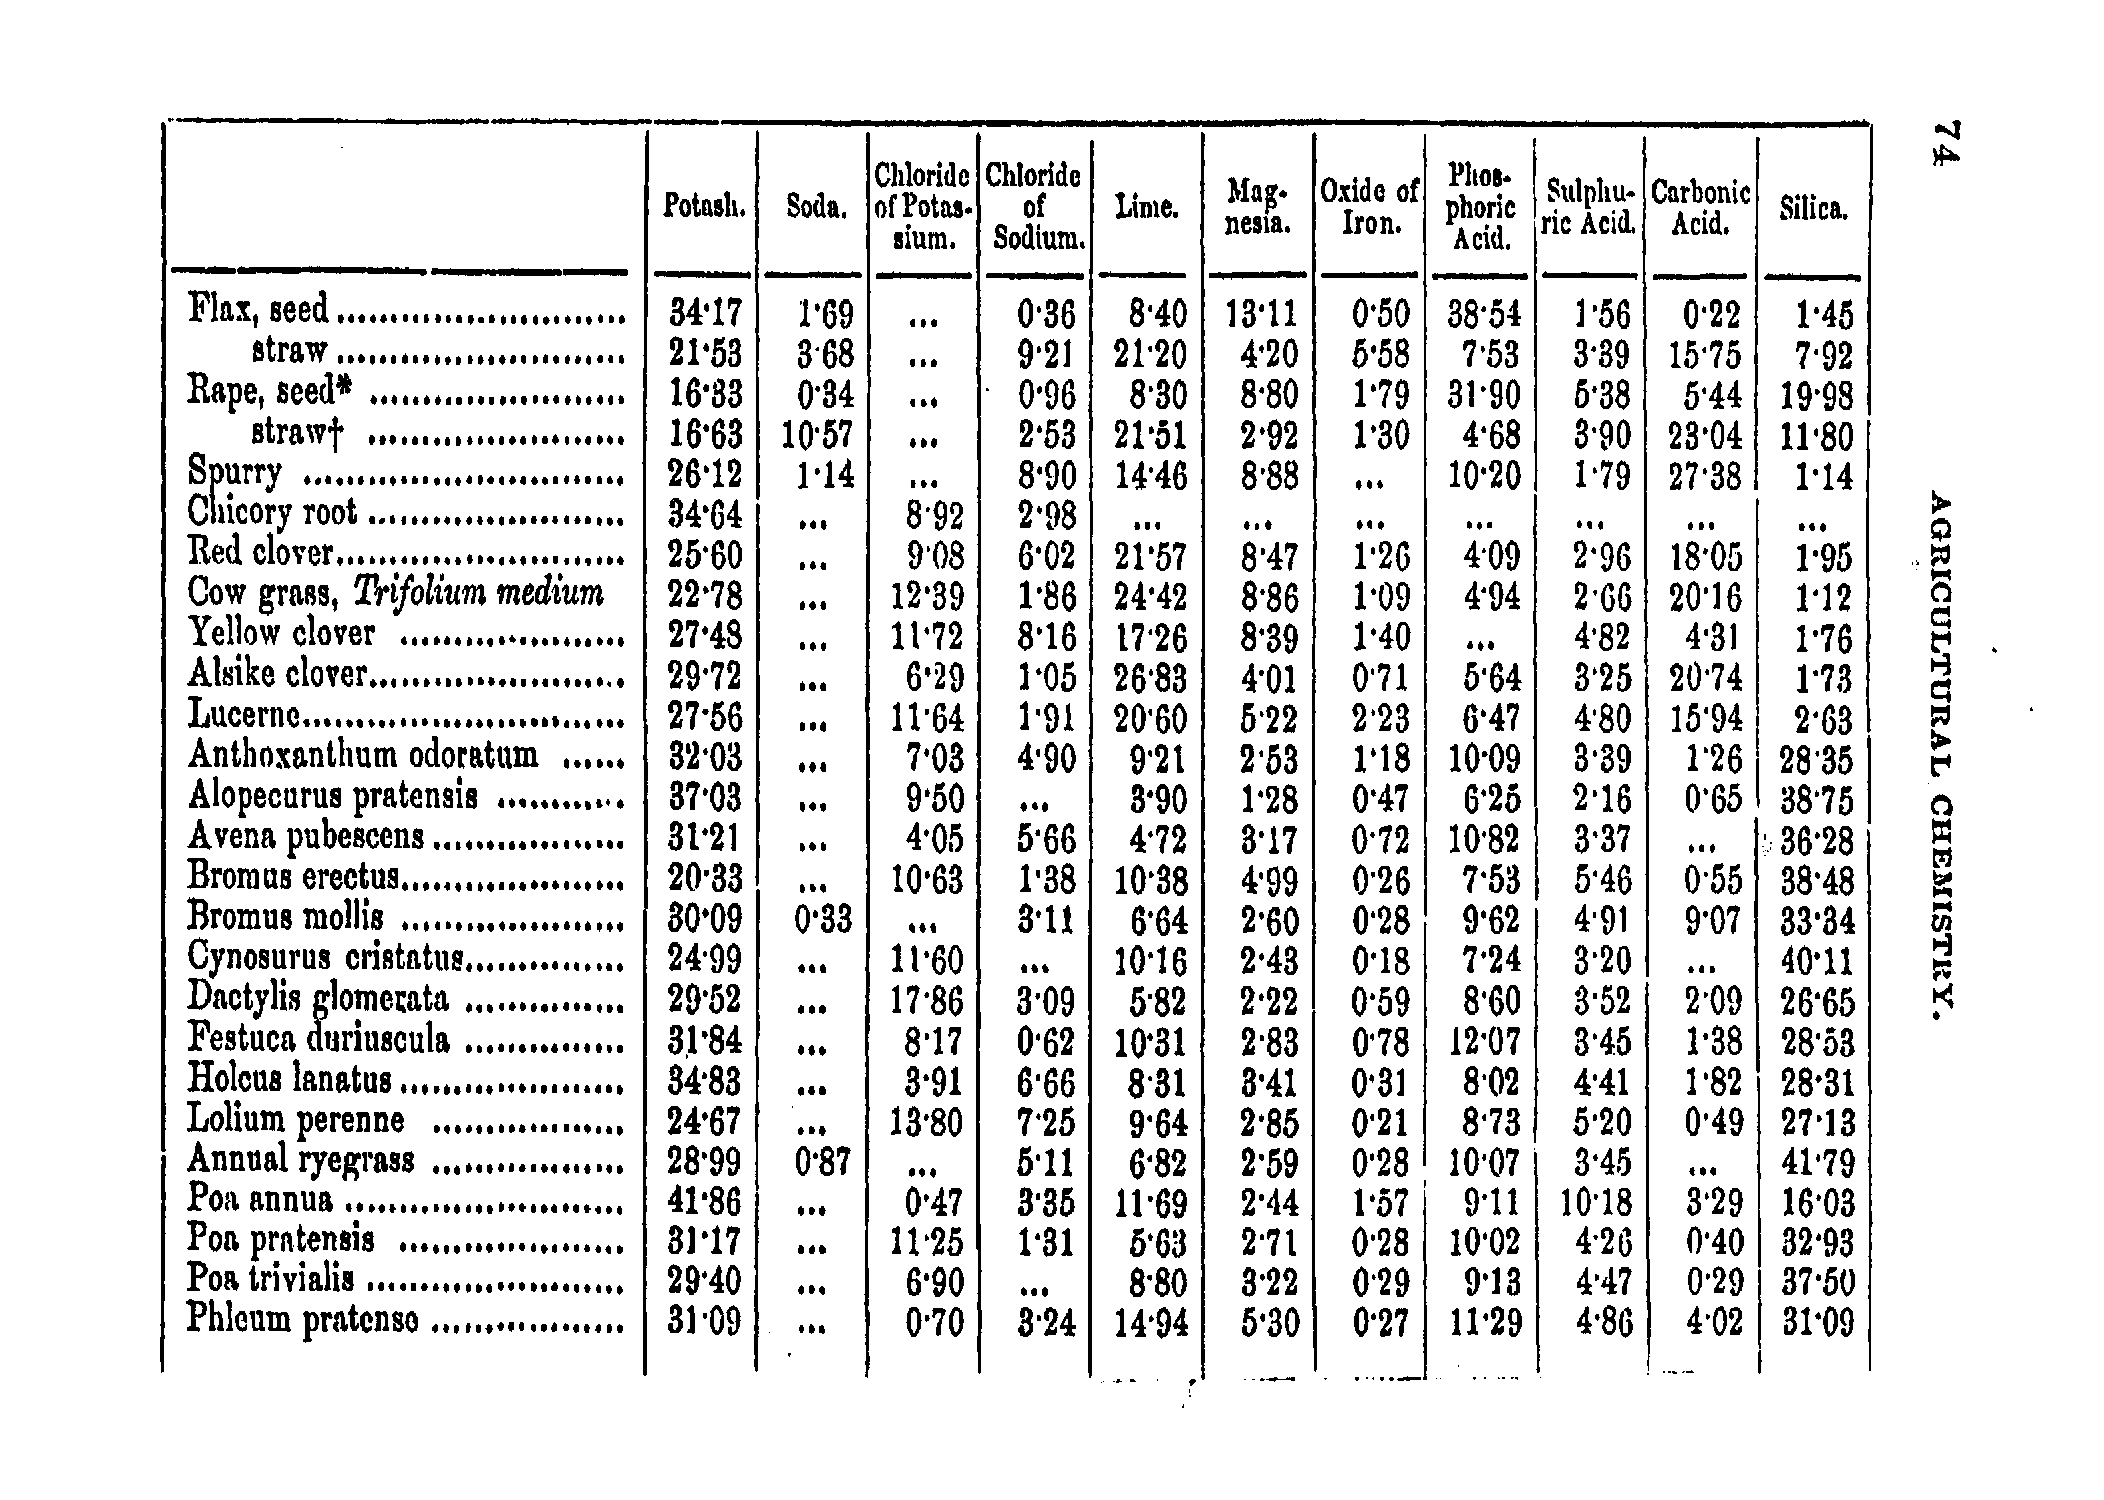 74 AGRICULTURAL CHEMISTRY.
Potash. Soda. Chloride of Potas-sium. Chloride of Sodium. Lime. Mag-nesia. Oxide of Iron. Phos-phoric Acid. Sulphu-ric Acid. Carbonic Acid. Silica.
Flax, seed ........................... 34·17 1·69 ... 0·36 8·40 13·11 0·50 38·54 1·56 0·22 1·45
straw ........................... 21·53 3·68 ... 9·21 21·20 4·20 5·58 7·53 3·39 15·75 7·92
Rape, seed* ........................ 16·33 0·34 ... 0·96 8·30 8·80 1·79 31·90 5·38 5·44 19·98
straw† ........................ 16·63 10·57 ... 2·53 21·51 2·92 1·30 4·68 3·90 23·04 11·80
Spurry .............................. 26·12 1·14 ... 8·90 14·46 8·88 ... 10·20 1·79 27·38 1·14
Chicory root ........................ 34·64 ... 8·92 2·98 ... ... ... ... ... ... ...
Red clover........................... 25·60 ... 9·08 6·02 21·57 8·47 1·26 4·09 2·96 18·05 1·95
Cow grass, Trifolium medium 22·78 ... 12·39 1·86 24·42 8·86 1·09 4·94 2·66 20·16 1·12
Yellow clover ..................... 27·48 ... 11·72 8·16 17·26 8·39 1·40 ... 4·82 4·31 1·76
Alsike clover........................ 29·72 ... 6·29 1·05 26·83 4·01 0·71 5·64 3·25 20·74 1·73
Lucerne.............................. 27·56 ... 11·64 1·91 20·60 5·22 2·23 6·47 4·80 15·94 2·63
Anthoxanthum odoratum ...... 32·03 ... 7·03 4·90 9·21 2·53 1·18 10·09 3·39 1·26 28·35
Alopecurus pratensis ............ 37·03 ... 9·50 ... 3·90 1·28 0·47 6·25 2·16 0·65 38·75
Avena pubescens .................. 31·21 ... 4·05 5·66 4·72 3·17 0·72 10·82 3·37 ... 36·28
Bromus erectus..................... 20·33 ... 10·63 1·38 10·38 4·99 0·26 7·53 5·46 0·55 38·48
Bromus mollis ..................... 30·09 0·33 ... 3·11 6·64 2·60 0·28 9·62 4·91 9·07 33·34
Cynosurus cristatus............... 24·99 ... 11·60 ... 10·16 2·43 0·18 7·24 3·20 ... 40·11
Dactylis glomerata ............... 29·52 ... 17·86 3·09 5·82 2·22 0·59 8·60 3·52 2·09 26·65
Festuca duriuscula ............... 31·84 ... 8·17 0·62 10·31 2·83 0·78 12·07 3·45 1·38 28·53
Holcus lanatus ..................... 34·83 ... 3·91 6·66 8·31 3·41 0·31 8·02 4·41 1·82 28·31
Lolium perenne .................. 24·67 ... 13·80 7·25 9·64 2·85 0·21 8·73 5·20 0·49 27·13
Annual ryegrass .................. 28·99 0·87 ... 5·11 6·82 2·59 0·28 10·07 3·45 ... 41·79
Poa annua .......................... 41·86 ... 0·47 3·35 11·69 2·44 1·57 9·11 10·18 3·29 16·03
Poa pratensis ..................... 31·17 ... 11·25 1·31 5·63 2·71 0·28 10·02 4·26 0·40 32·93
Poa trivialis ........................ 29·40 ... 6·90 ... 8·80 3·22 0·29 9·13 4·47 0·29 37·50
Phleum pratense .................. 31·09 ... 0·70 3·24 14·94 5·30 0·27 11·29 4·86 4·02 31·09